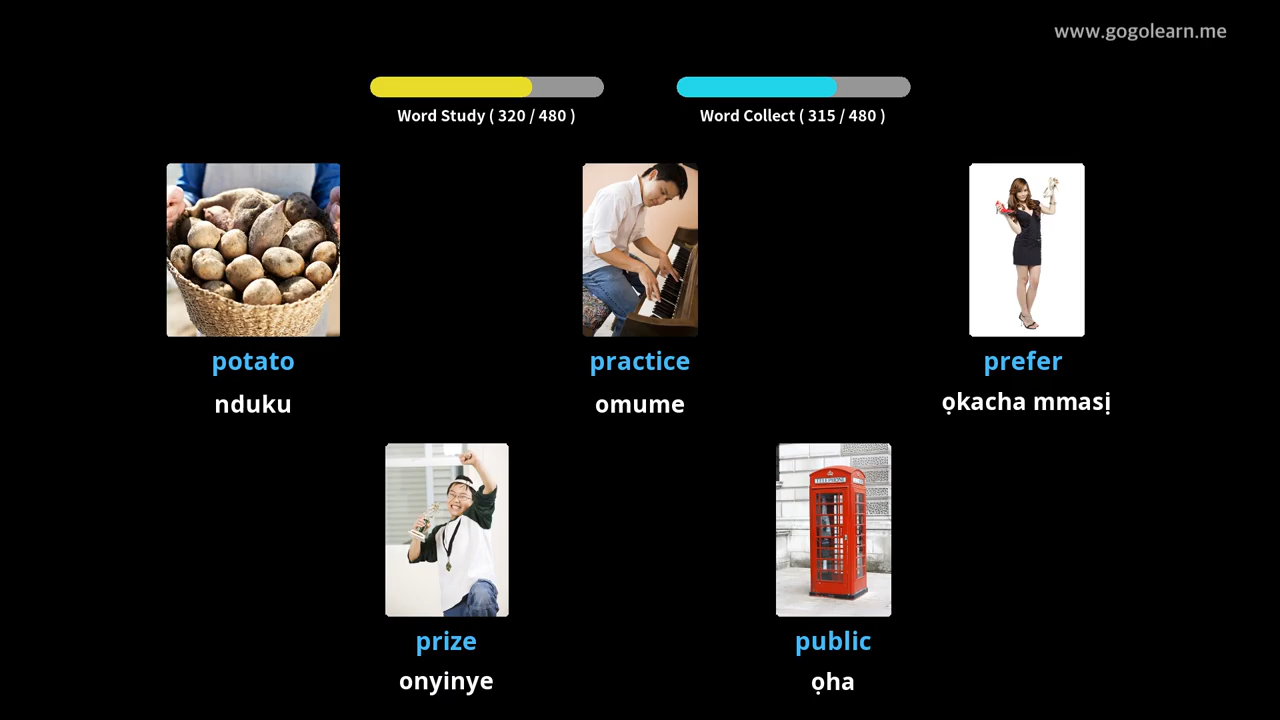 www.gogolearn.me
Word Study ( 320 / 480 )
Word Collect ( 315 / 480 )
potato
nduku
practice
omume
prefer
ọkacha mmasị
TELEPHONE
prize
onyinye
public
ọha